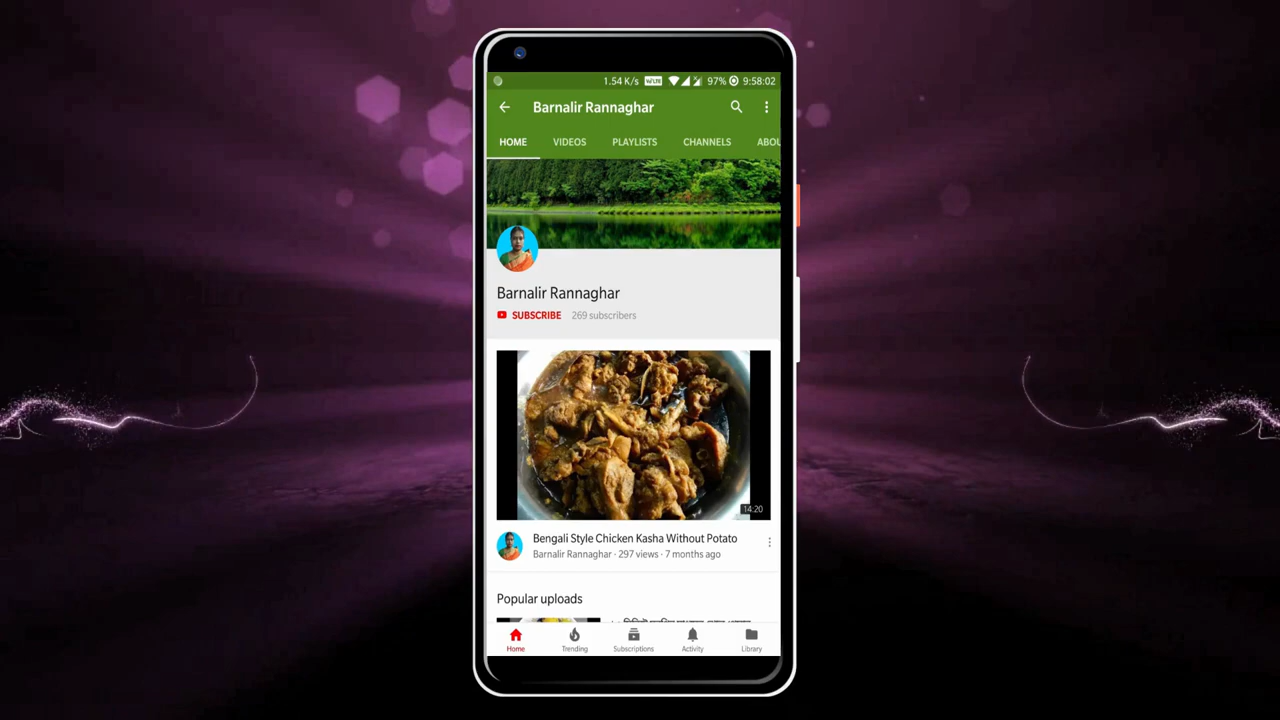 1.54 K/s VoLTE 97% 9:58:02
Barnalir Rannaghar
HOME VIDEOS PLAYLISTS CHANNELS ABOU
Barnalir Rannaghar
SUBSCRIBE 269 subscribers
14:20
Bengali Style Chicken Kasha Without Potato
Barnalir Rannaghar · 297 views · 7 months ago
Popular uploads
Home Trending Subscriptions Activity Library